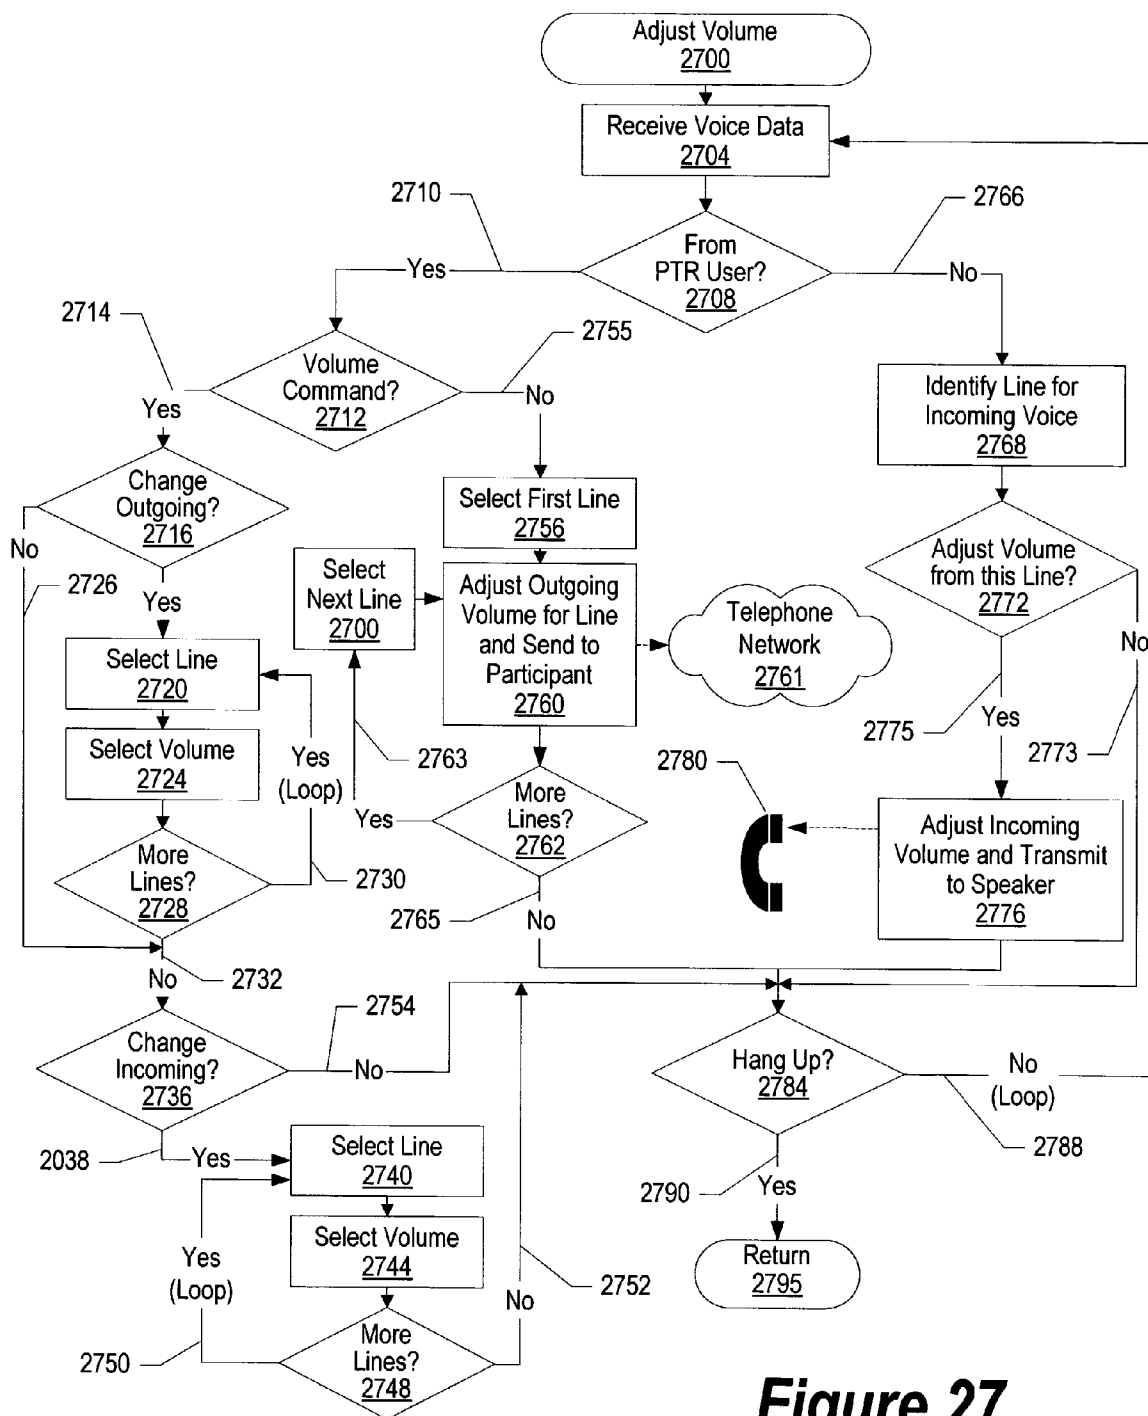 Adjust Volume
2700
Receive Voice Data
2704
2710
2766
From
PTR User?
2708
Yes
No
2714
2755
Volume
Command?
2712
Identify Line for
Incoming Voice
2768
Yes
No
Change
Outgoing?
2716
Select First Line
2756
Adjust Volume
from this Line?
2772
No
2726
Select
Next Line
2700
Adjust Outgoing
Volume for Line
and Send to
Participant
2760
Telephone
Network
2761
Yes
Select Line
2720
No
2775
Yes
2773
Select Volume
2724
Yes
(Loop)
2763
2780
More
Lines?
2762
Yes
Adjust Incoming
Volume and Transmit
to Speaker
2776
More
Lines?
2728
2730
2765
No
No
2732
2754
Change
Incoming?
2736
No
Hang Up?
2784
No
(Loop)
2038
Yes
Select Line
2740
2788
2790
Yes
Select Volume
2744
Yes
(Loop)
2752
No
Return
2795
2750
More
Lines?
2748
Figure 27